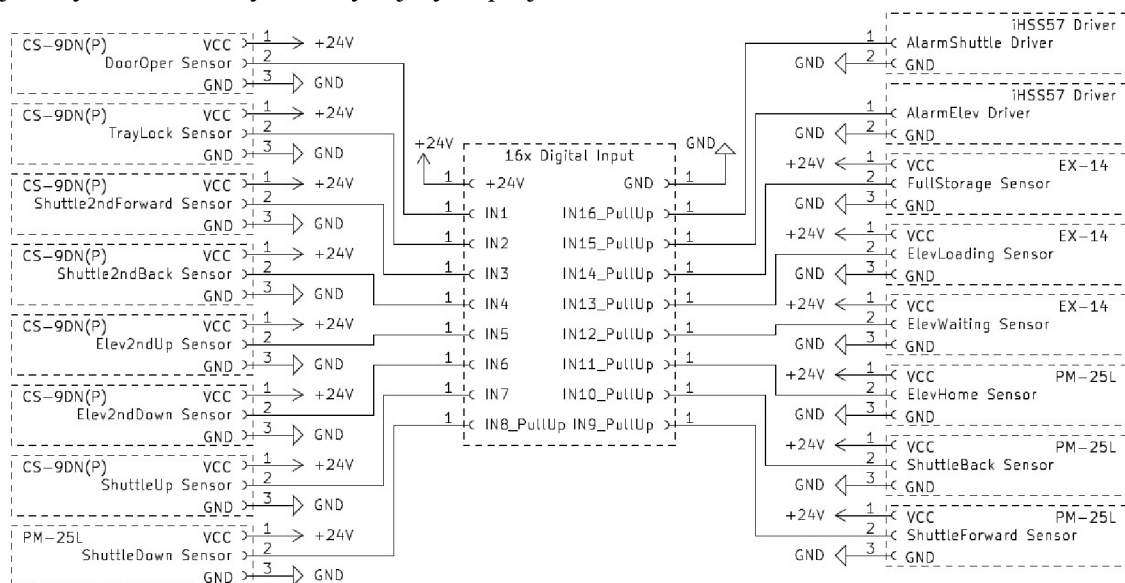 CS-9DN(P) VCC 1 +24V
DoorOper Sensor 2
GND 3 GND
CS-9DN(P) VCC 1 +24V
TrayLock Sensor 2
GND 3 GND
CS-9DN(P) VCC 1 +24V
Shuttle2ndForward Sensor 2
GND 3 GND
CS-9DN(P) VCC 1 +24V
Shuttle2ndBack Sensor 2
GND 3 GND
CS-9DN(P) VCC 1 +24V
Elev2ndUp Sensor 2
GND 3 GND
CS-9DN(P) VCC 1 +24V
Elev2ndDown Sensor 2
GND 3 GND
CS-9DN(P) VCC 1 +24V
ShuttleUp Sensor 2
GND 3 GND
PM-25L VCC 1 +24V
ShuttleDown Sensor 2
GND 3 GND
+24V 16x Digital Input GND
1 +24V GND 1
1 IN1 IN16_PullUp 1
1 IN2 IN15_PullUp 1
1 IN3 IN14_PullUp 1
1 IN4 IN13_PullUp 1
1 IN5 IN12_PullUp 1
1 IN6 IN11_PullUp 1
1 IN7 IN10_PullUp 1
1 IN8_PullUp IN9_PullUp 1
iHSS57 Driver
1 AlarmShuttle Driver
GND 2 GND
iHSS57 Driver
1 AlarmElev Driver
GND 2 GND
+24V 1 VCC EX-14
2 FullStorage Sensor
GND 3 GND
+24V 1 VCC EX-14
2 ElevLoading Sensor
GND 3 GND
+24V 1 VCC EX-14
2 ElevWaiting Sensor
GND 3 GND
+24V 1 VCC PM-25L
2 ElevHome Sensor
GND 3 GND
+24V 1 VCC PM-25L
2 ShuttleBack Sensor
GND 3 GND
+24V 1 VCC PM-25L
2 ShuttleForward Sensor
GND 3 GND